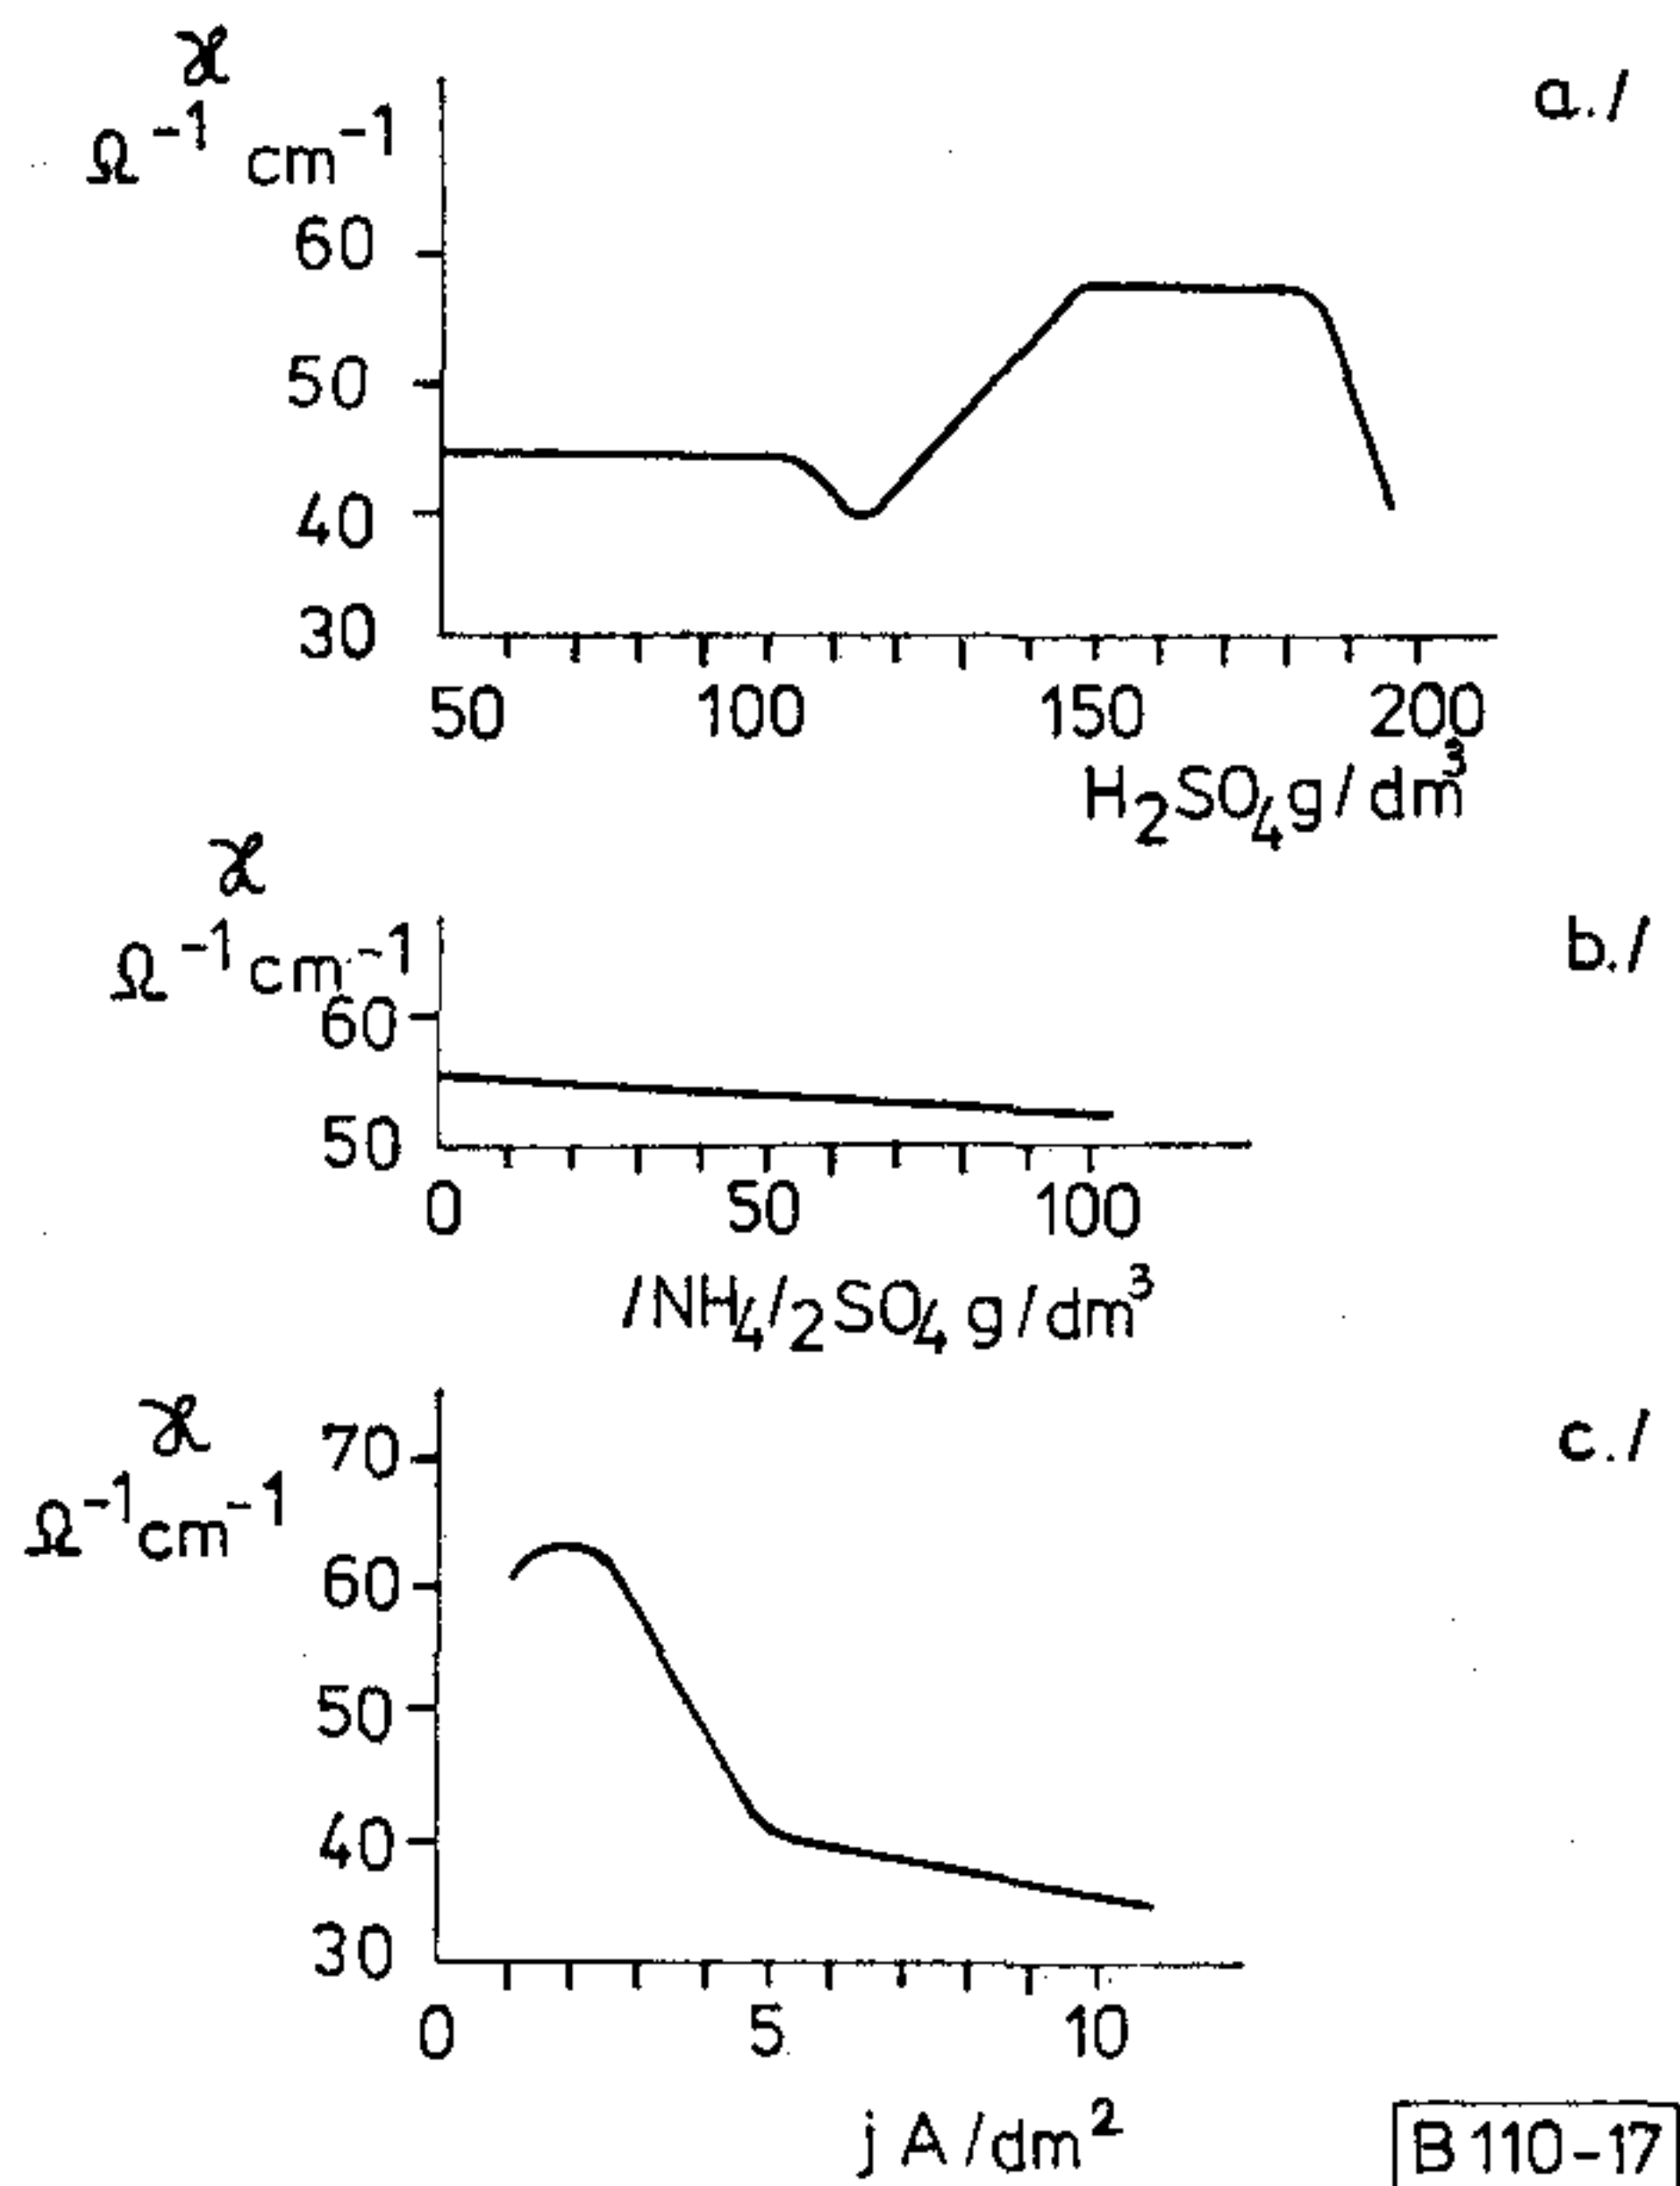 ϰ
Ω⁻¹ cm⁻¹
a./
60
50
40
30
50 100 150 200
H₂SO₄ g/dm³
ϰ
Ω⁻¹ cm⁻¹
b./
60
50
0 50 100
/NH₄/₂SO₄ g/dm³
ϰ
Ω⁻¹ cm⁻¹
c./
70
60
50
40
30
0 5 10
j A/dm²
B 110-17